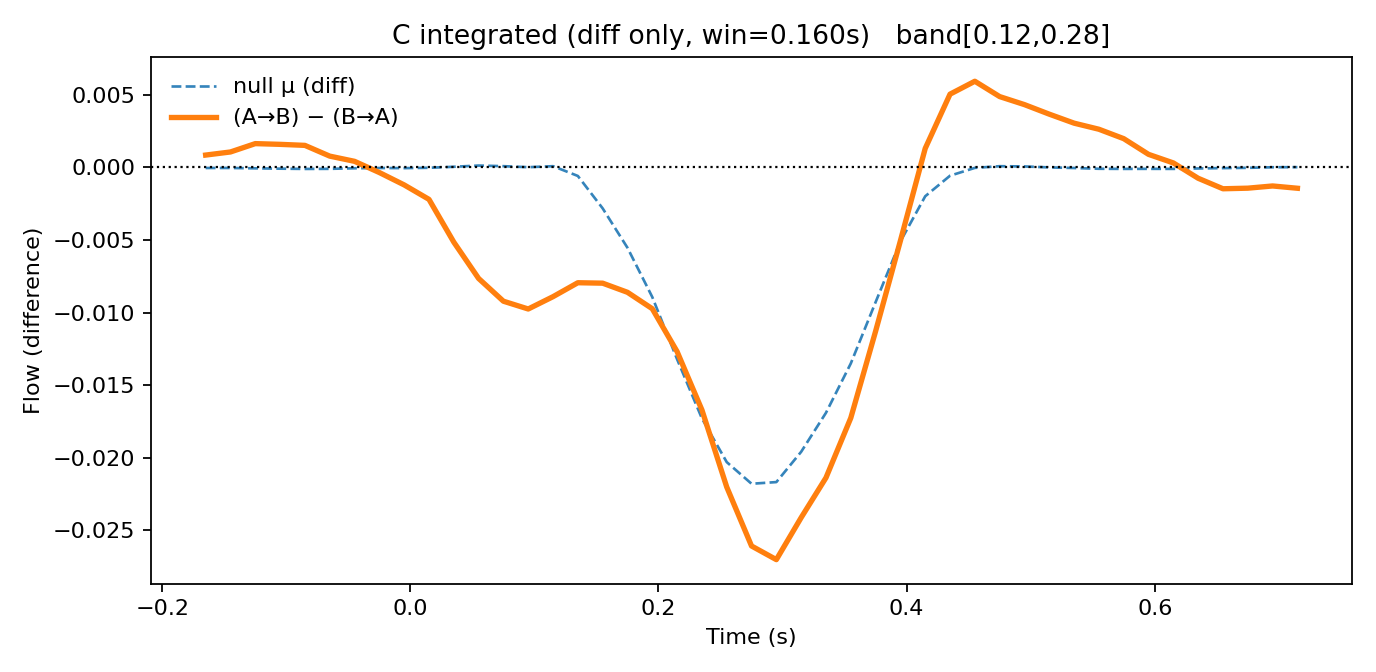 C integrated (diff only, win=0.160s)   band[0.12,0.28]
null μ (diff)
(A→B) − (B→A)
0.005
0.000
−0.005
−0.010
−0.015
−0.020
−0.025
Flow (difference)
−0.2
0.0
0.2
0.4
0.6
Time (s)